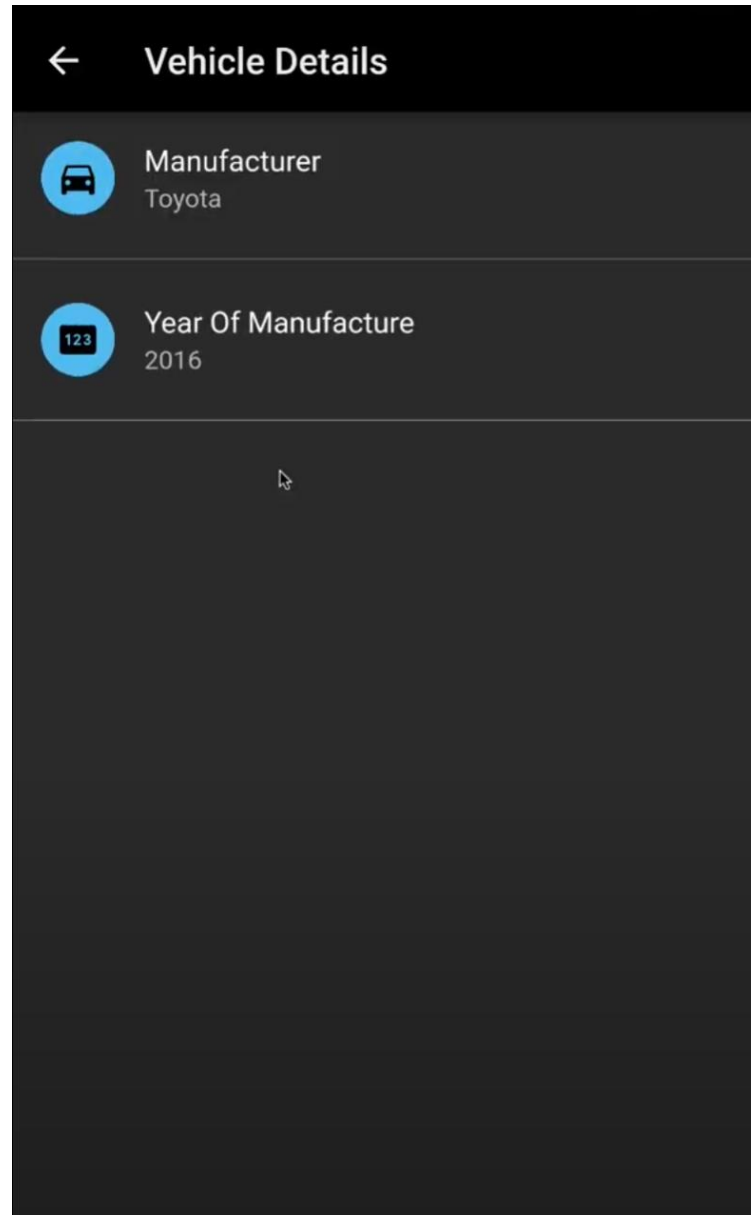 Vehicle Details
Manufacturer
Toyota
123
Year Of Manufacture
2016